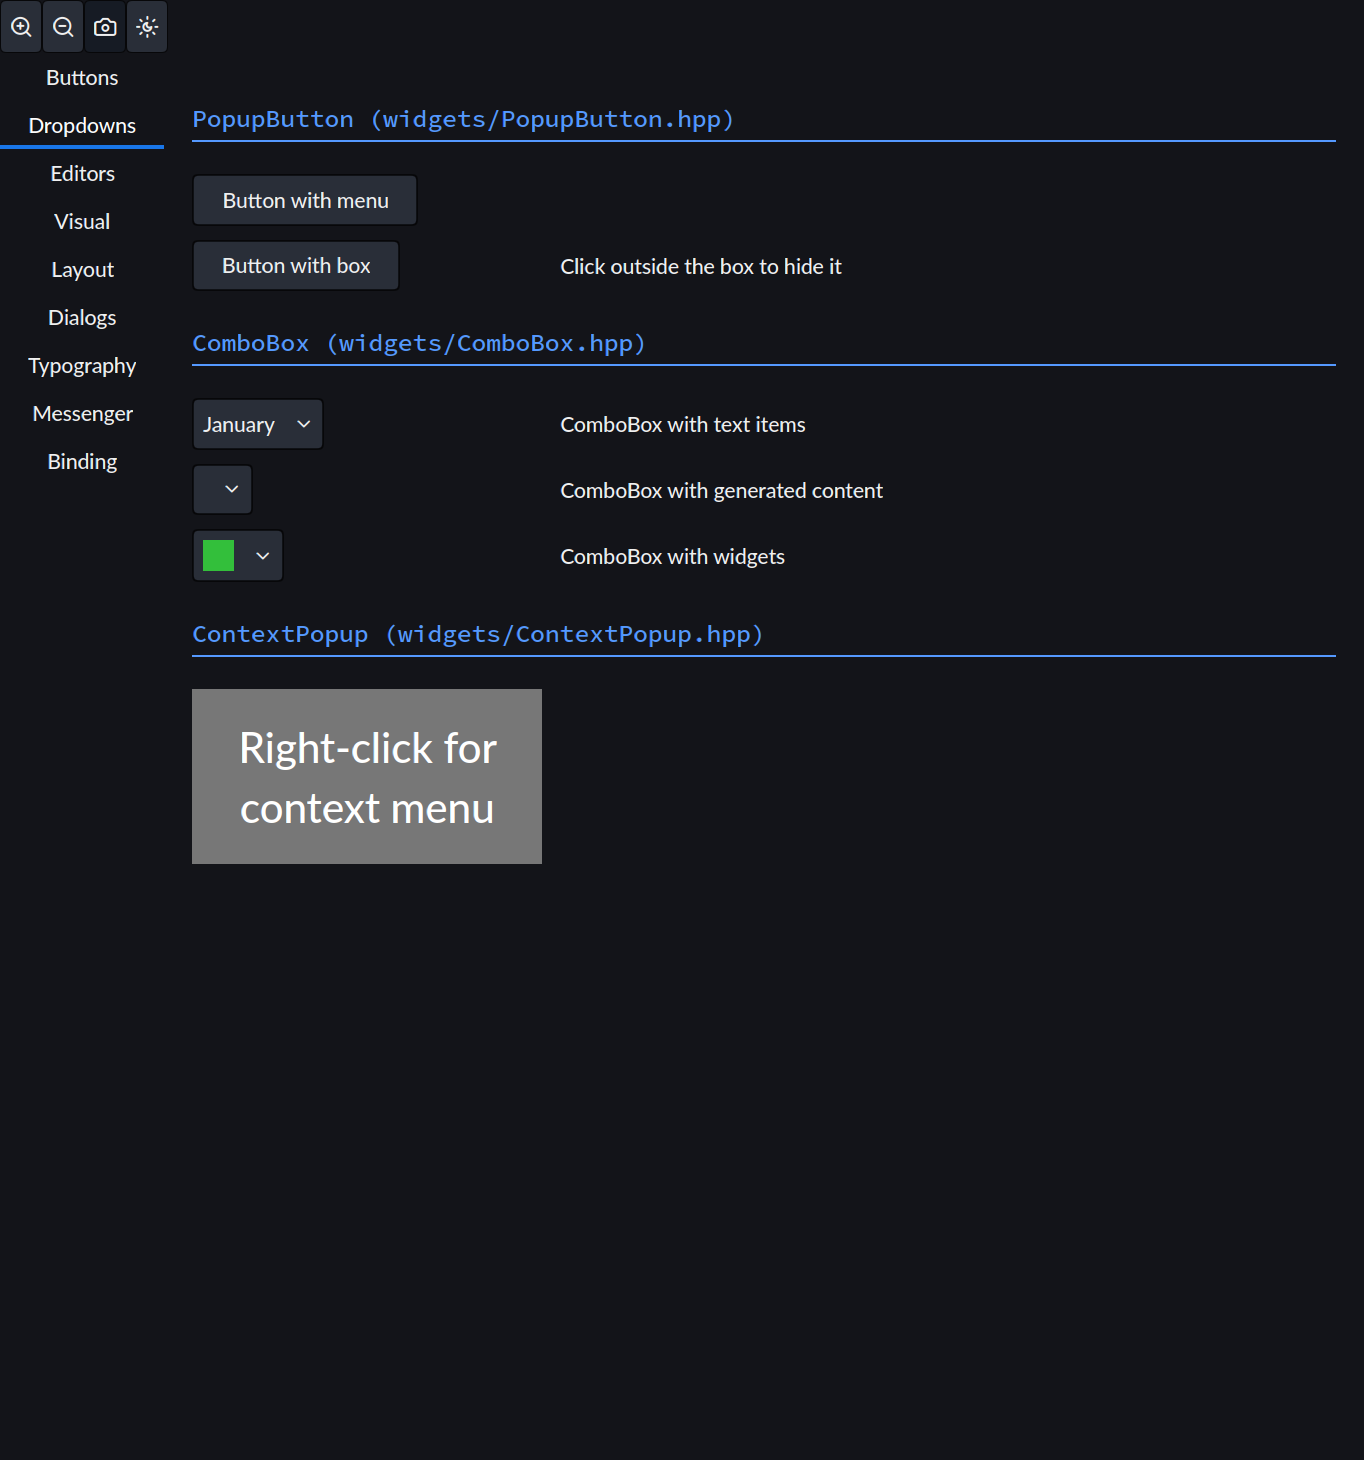 Buttons
Dropdowns
Editors
Visual
Layout
Dialogs
Typography
Messenger
Binding
PopupButton (widgets/PopupButton.hpp)
Button with menu
Button with box
Click outside the box to hide it
ComboBox (widgets/ComboBox.hpp)
January
ComboBox with text items
ComboBox with generated content
ComboBox with widgets
ContextPopup (widgets/ContextPopup.hpp)
Right-click for
context menu